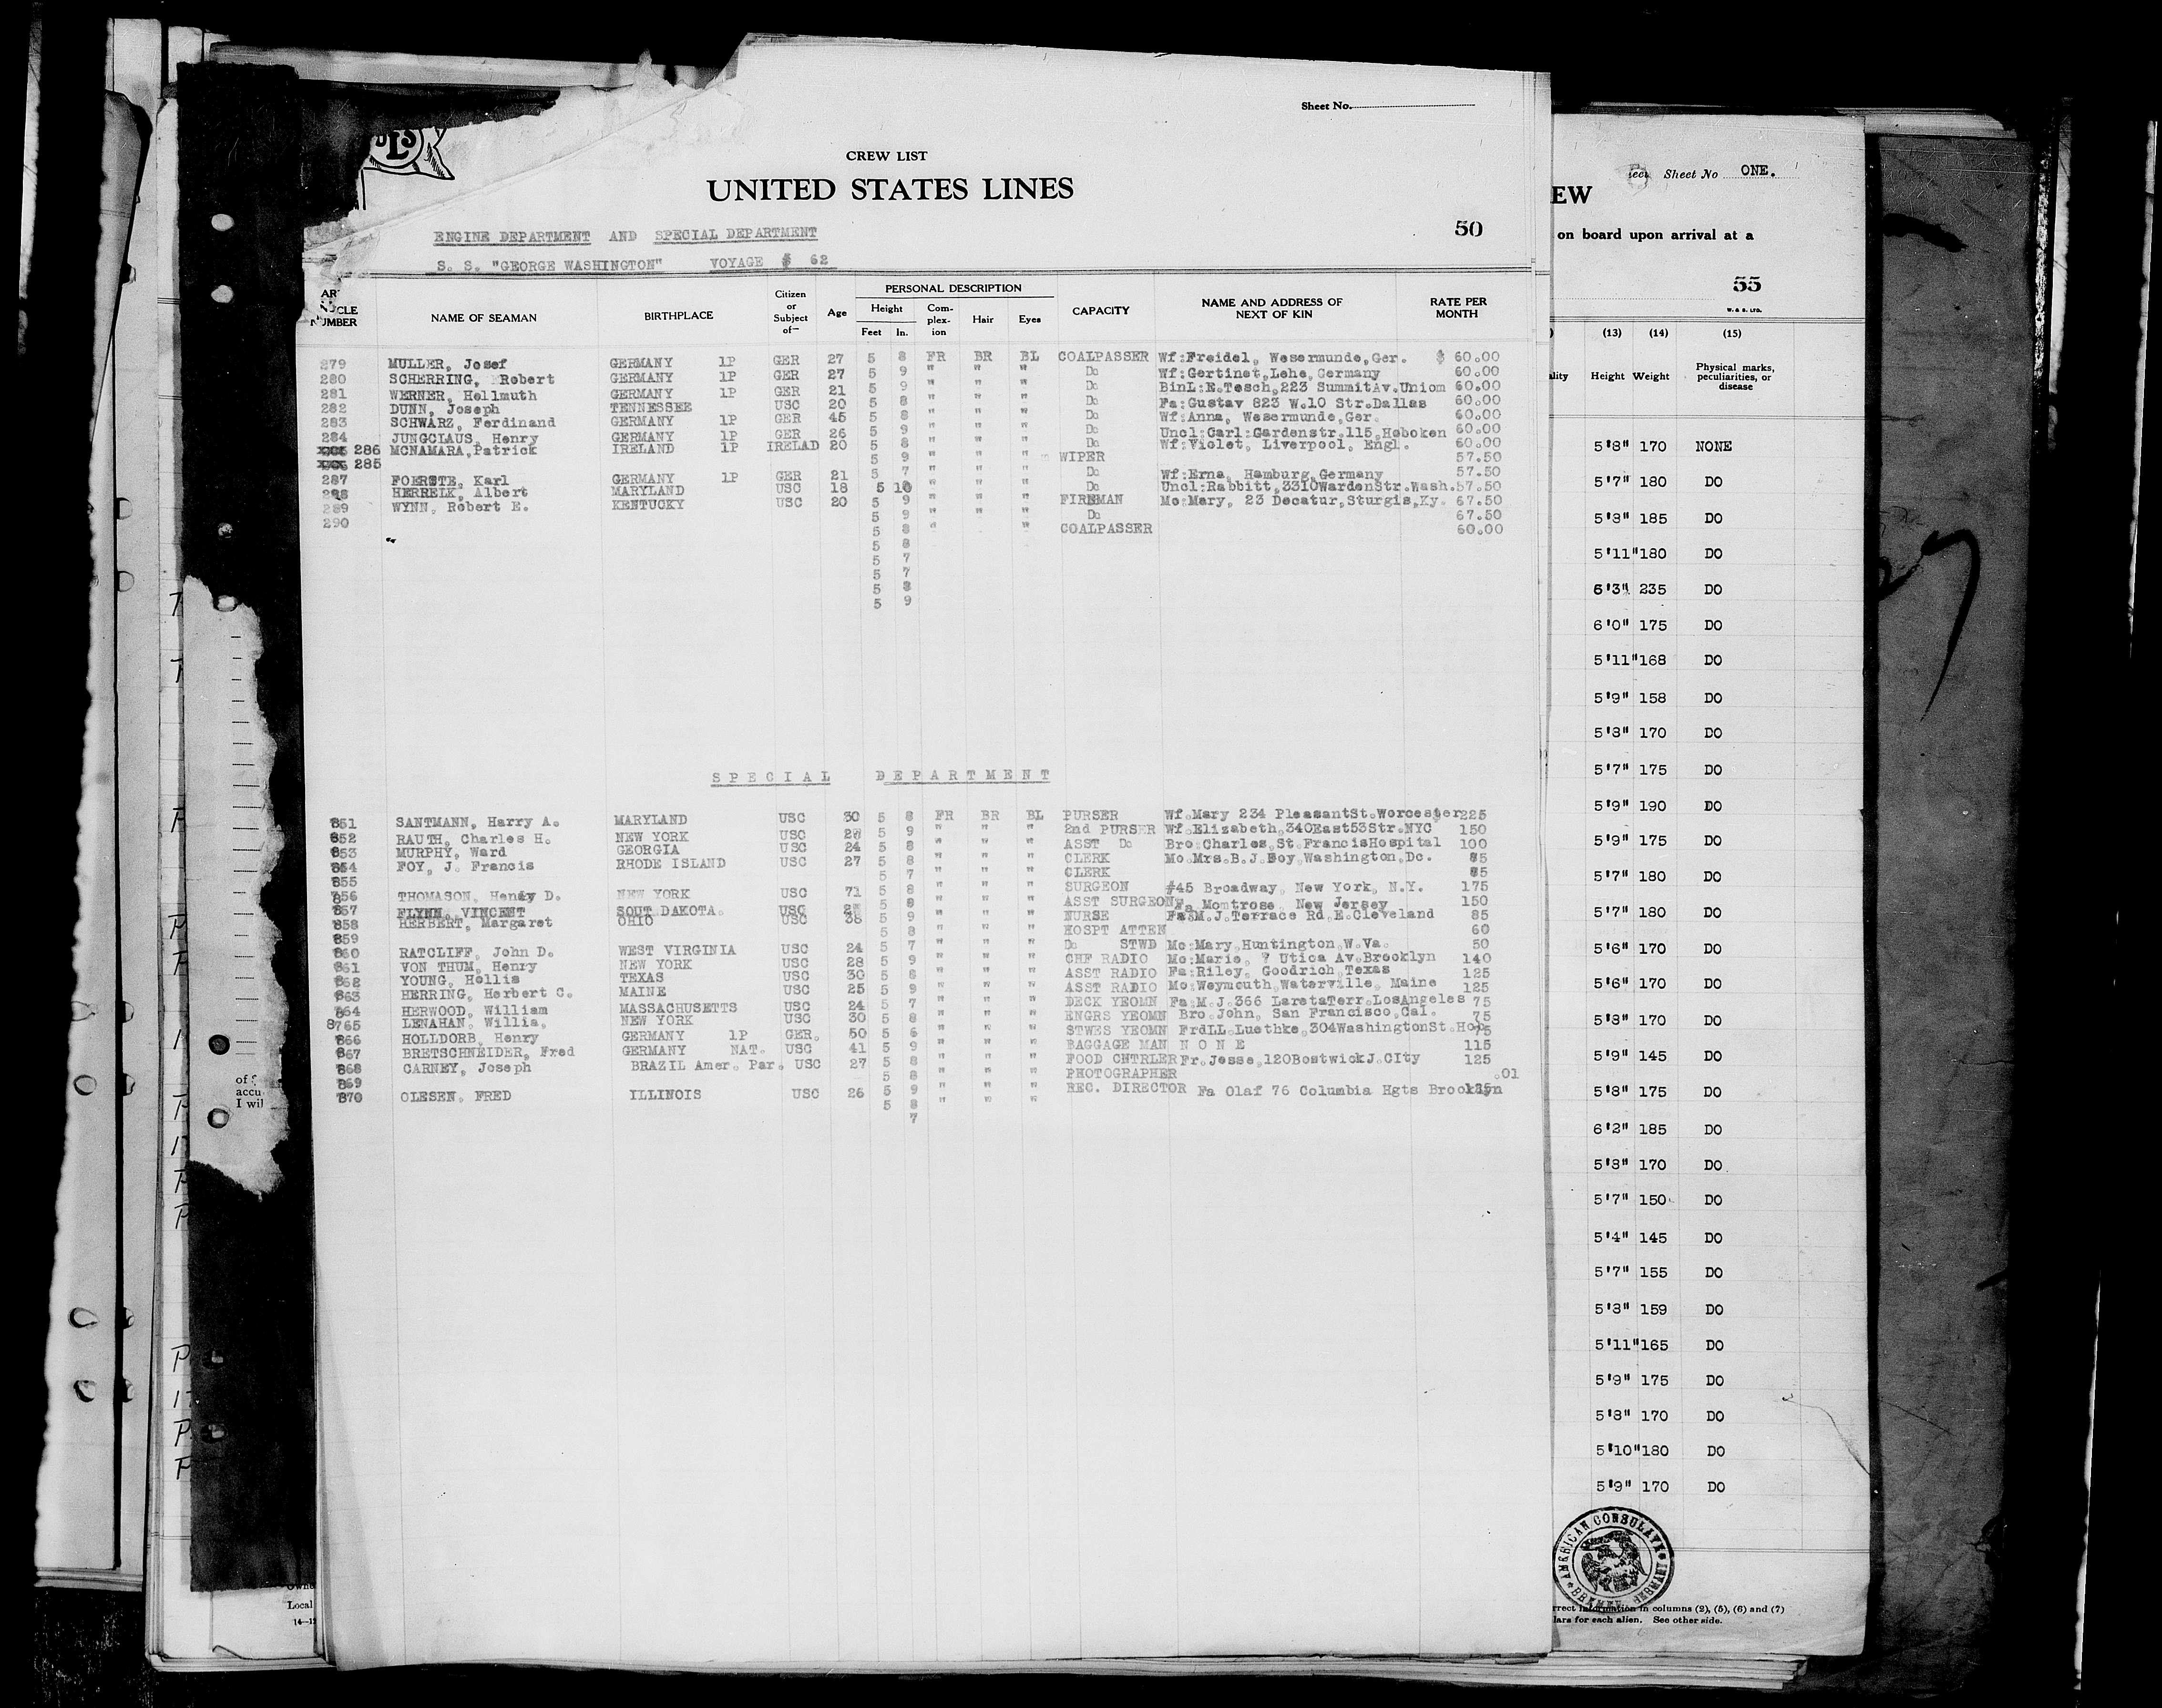 Sheet No.
CREW LIST
UNITED STATES LINES
50
ENGINE DEPARTMENT AND SPECIAL DEPARTMENT
S. S. "GEORGE WASHINGTON" VOYAGE # 62
NUMBER NAME OF SEAMAN BIRTHPLACE Citizen or Subject of— Age PERSONAL DESCRIPTION Height Feet In. Com-plex-ion Hair Eyes CAPACITY NAME AND ADDRESS OF NEXT OF KIN RATE PER MONTH
279 MULLER, Josef GERMANY 1P GER 27 5 8 FR BR BL COALPASSER Wf:Freidel, Wesermunde,Ger. $ 60.00
280 SCHERRING, Robert GERMANY 1P GER 27 5 9 " " " Do Wf:Gertinet,Lehe,Germany 60.00
281 WERNER, Hellmuth GERMANY 1P GER 21 5 9 " " " Do BinL:E.Tesch,223 SummitAv.Uniom 60.00
282 DUNN, Joseph TENNESSEE USC 20 5 8 " " " Do Fa:Gustav 823 W.10 Str.Dallas 60.00
283 SCHWARZ, Ferdinand GERMANY 1P GER 45 5 8 " " " Do Wf:Anna, Wesermunde,Ger. 60.00
284 JUNGCLAUS, Henry GERMANY 1P GER 26 5 9 " " " Do Uncl:Carl:Gardenstr.115,Hoboken 60.00
286 MCNAMARA,Patrick IRELAND 1P IRELAD 20 5 8 " " " Do Wf:Violet, Liverpool, Engl. 60.00
285 5 9 " " " WIPER 57.50
287 FOERSTE, Karl GERMANY 1P GER 21 5 7 " " " Do Wf:Erna, Hamburg,Germany 57.50
288 HERRELK, Albert MARYLAND USC 18 5 10 " " " Do Uncl:Rabbitt,3310WardenStr.Wash. 57.50
289 WYNN, Robert E. KENTUCKY USC 20 5 9 " " " FIREMAN Mo:Mary, 23 Decatur,Sturgis,Ky. 67.50
290 5 9 " " " Do 67.50
5 8 " " COALPASSER 60.00
5 8
5 7
5 7
5 8
5 9
SPECIAL DEPARTMENT
851 SANTMANN, Harry A. MARYLAND USC 30 5 8 FR BR BL PURSER Wf.Mary 234 PleasantSt.Worcester 225
852 RAUTH, Charles H. NEW YORK USC 27 5 9 " " " 2nd PURSER Wf.Elizabeth,340East53Str.NYC 150
853 MURPHY, Ward GEORGIA USC 24 5 8 " " " ASST Do Bro:Charles,St.FrancisHospital 100
854 FOY, J. Francis RHODE ISLAND USC 27 5 8 " " " CLERK Mo.Mrs.B.J.Foy,Washington,Dc. 85
855 5 7 " " " CLERK 85
856 THOMASON, Henry D. NEW YORK USC 71 5 8 " " " SURGEON #45 Broadway, New York, N.Y. 175
857 FLYNN, VINCENT SOUT DAKOTA. USC 5 8 " " " ASST SURGEON Fa Montrose, New Jersey 150
858 HERBERT, Margaret OHIO USC 38 5 9 " " " NURSE Fa:M.J.Terrace Rd.E.Cleveland 85
859 5 8 " " " HOSPT ATTEN 60
860 RATCLIFF, John D. WEST VIRGINIA USC 24 5 7 " " " Do STWD Mo:Mary,Huntington,W.Va. 50
861 VON THUM, Henry NEW YORK USC 28 5 9 " " " CHF RADIO Mo:Marie, 7 Utica Av.Brooklyn 140
862 YOUNG, Hollis TEXAS USC 30 5 8 " " " ASST RADIO Fa:Riley, Goodrich,Texas 125
863 HERRING, Herbert C. MAINE USC 25 5 9 " " " ASST RADIO Mo:Weymouth,Waterville, Maine 125
864 HERWOOD, William MASSACHUSETTS USC 24 5 7 " " " DECK YEOMN Fa:M.J.366 LaretaTerr.LosAngeles 75
8765 LENAHAN, Willia, NEW YORK USC 30 5 8 " " " ENGRS YEOMN Bro.John, San Francisco,Cal. 75
866 HOLLDORB, Henry GERMANY 1P GER. 50 5 6 " " " STWES YEOMN FrdLL.Luethke,304WashingtonSt.Hob 75
867 BRETSCHNEIDER, Fred GERMANY NAT. USC 41 5 9 " " " BAGGAGE MAN N O N E 115
868 CARNEY, Joseph BRAZIL Amer. Par. USC 27 5 8 " " " FOOD CHTRLER Fr.Jesse,120BostwickJ.CIty 125
869 5 8 " " " PHOTOGRAPHER .01
870 OLESEN, FRED ILLINOIS USC 26 5 9 " " " REC. DIRECTOR Fa Olaf 76 Columbia Hgts Brooklyn 125
5 8 " " "
7
Sheet No ONE.
EW
on board upon arrival at a
55
W. & S. LTD.
(13) (14) (15)
ality Height Weight Physical marks, peculiarities, or disease
5'8" 170 NONE
5'7" 180 DO
5'8" 185 DO
5'11" 180 DO
6'3" 235 DO
6'0" 175 DO
5'11" 168 DO
5'9" 158 DO
5'8" 170 DO
5'7" 175 DO
5'9" 190 DO
5'9" 175 DO
5'7" 180 DO
5'7" 180 DO
5'6" 170 DO
5'6" 170 DO
5'8" 170 DO
5'9" 145 DO
5'8" 175 DO
6'2" 185 DO
5'8" 170 DO
5'7" 150 DO
5'4" 145 DO
5'7" 155 DO
5'8" 159 DO
5'11" 165 DO
5'9" 175 DO
5'8" 170 DO
5'10" 180 DO
5'9" 170 DO
AMERICAN CONSULATE
GERMANY
rrect information in columns (2), (5), (6) and (7)
lars for each alien. See other side.
of
accu
I wil
Owne
Local
14—12